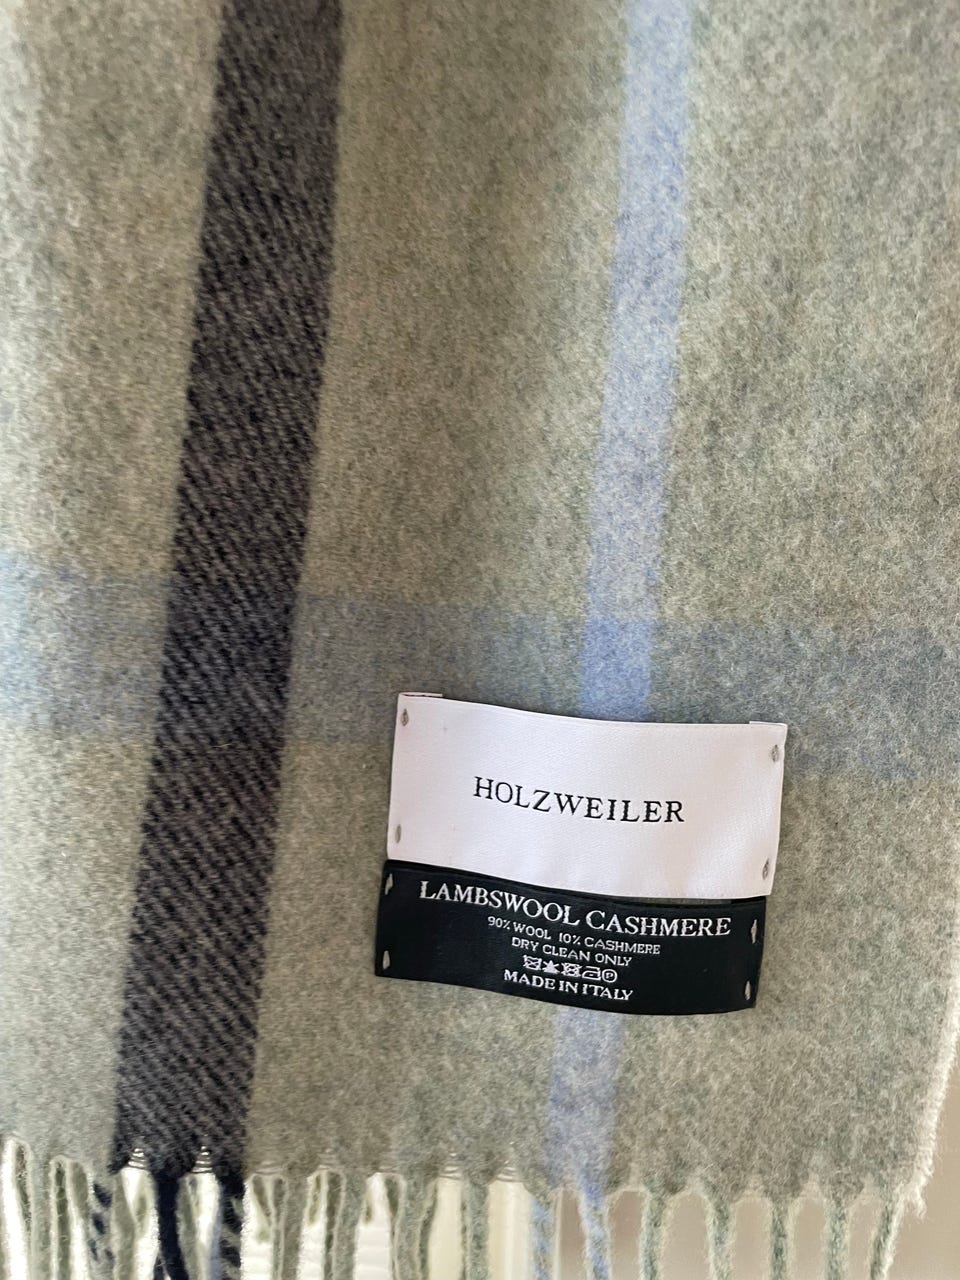 HOLZWEILER
LAMBSWOOL CASHMERE
90% WOOL 10% CASHMERE
DRY CLEAN ONLY
MADE IN ITALY